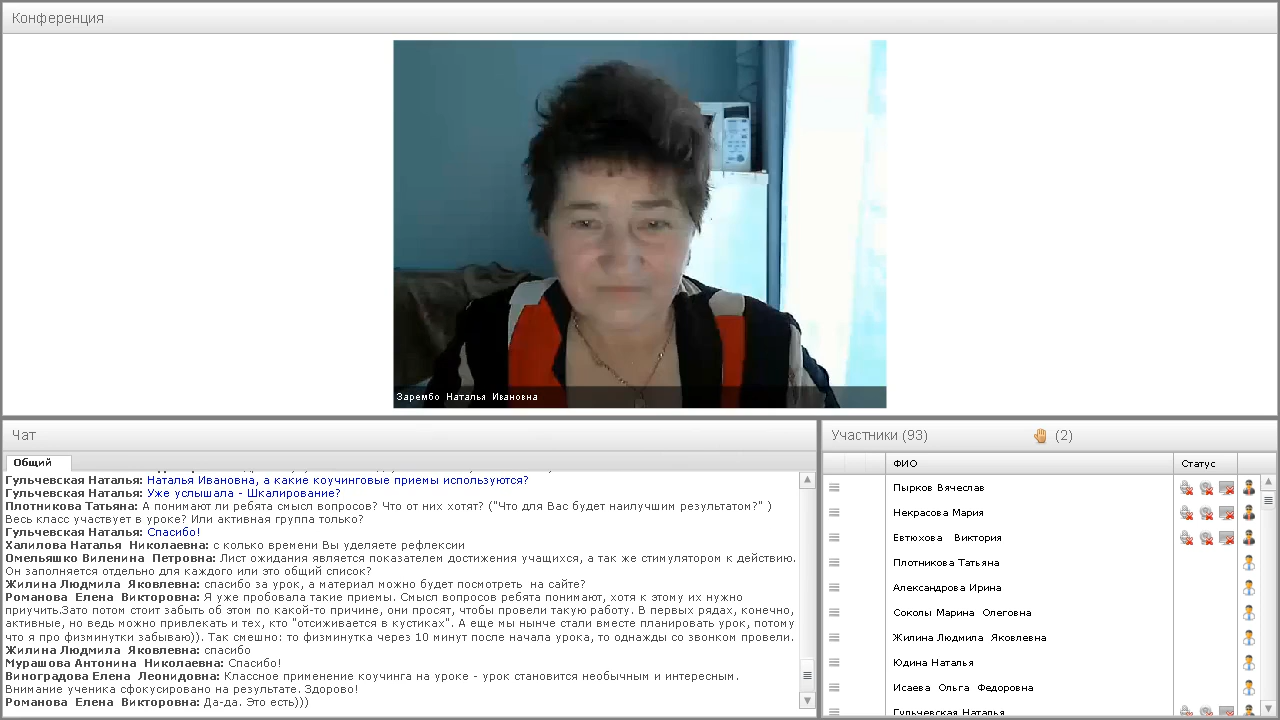 Конференция
Зарембо Наталья Ивановна
Чат
Общий
Гульчевская Наталья: Наталья Ивановна, а какие коучинговые приемы используются?
Гульчевская Наталья: Уже услышала - Шкалирование?
Плотникова Татьяна: А понимают ли ребята смысл вопросов? Что от них хотят? ("Что для Вас будет наилучшим результатом?" )
Весь класс участвует в уроке? Или активная группа только?
Гульчевская Наталья: Спасибо!
Халилова Наталья Николаевна: Сколько времени Вы уделяете рефлексии
Омзалашко Виленина Петровна: контрольный список является показателем достижения учащихся, а так же стимулятором к действию.
Он заполняется отдельно для каждого или это общий список?
Жилина Людмила Яковлевна: спасибо за урок, а материал можно будет посмотреть на сайте?
Романова Елена Викторовна: Я уже пробовала такие приемы. Смысл вопросов ребята понимают, хотя к этому их нужно
приучить.Зато потом стоит забыть об этом по какой-то причине, они просят, чтобы провели такую работу. В первых рядах, конечно,
активные, но ведь можно привлекать и тех, кто "отсиживается в кустиках". А еще мы нынче стали вместе планировать урок, потому
что я про физминутки забываю)). Так смешно: то физминутка через 10 минут после начала урока, то однажды со звонком провели.
Жилина Людмила Яковлевна: спасибо
Мурашова Антонина Николаевна: Спасибо!
Виноградова Елена Леонидовна: Классное применение коучинга на уроке - урок становится необычным и интересным.
Внимание ученика сфокусировано на результате. Здорово!
Романова Елена Викторовна: Да-да. Это есть)))
Участники (93)
(2)
ФИО
Статус
Пырков Вячеслав
Некрасова Мария
Евтюхова Виктория
Плотникова Татьяна
Александрова Ирина
Соколы Марина Олеговна
Жилина Людмила Яковлевна
Юдина Наталья
Исаева Ольга Федоровна
Гульчевская Наталья